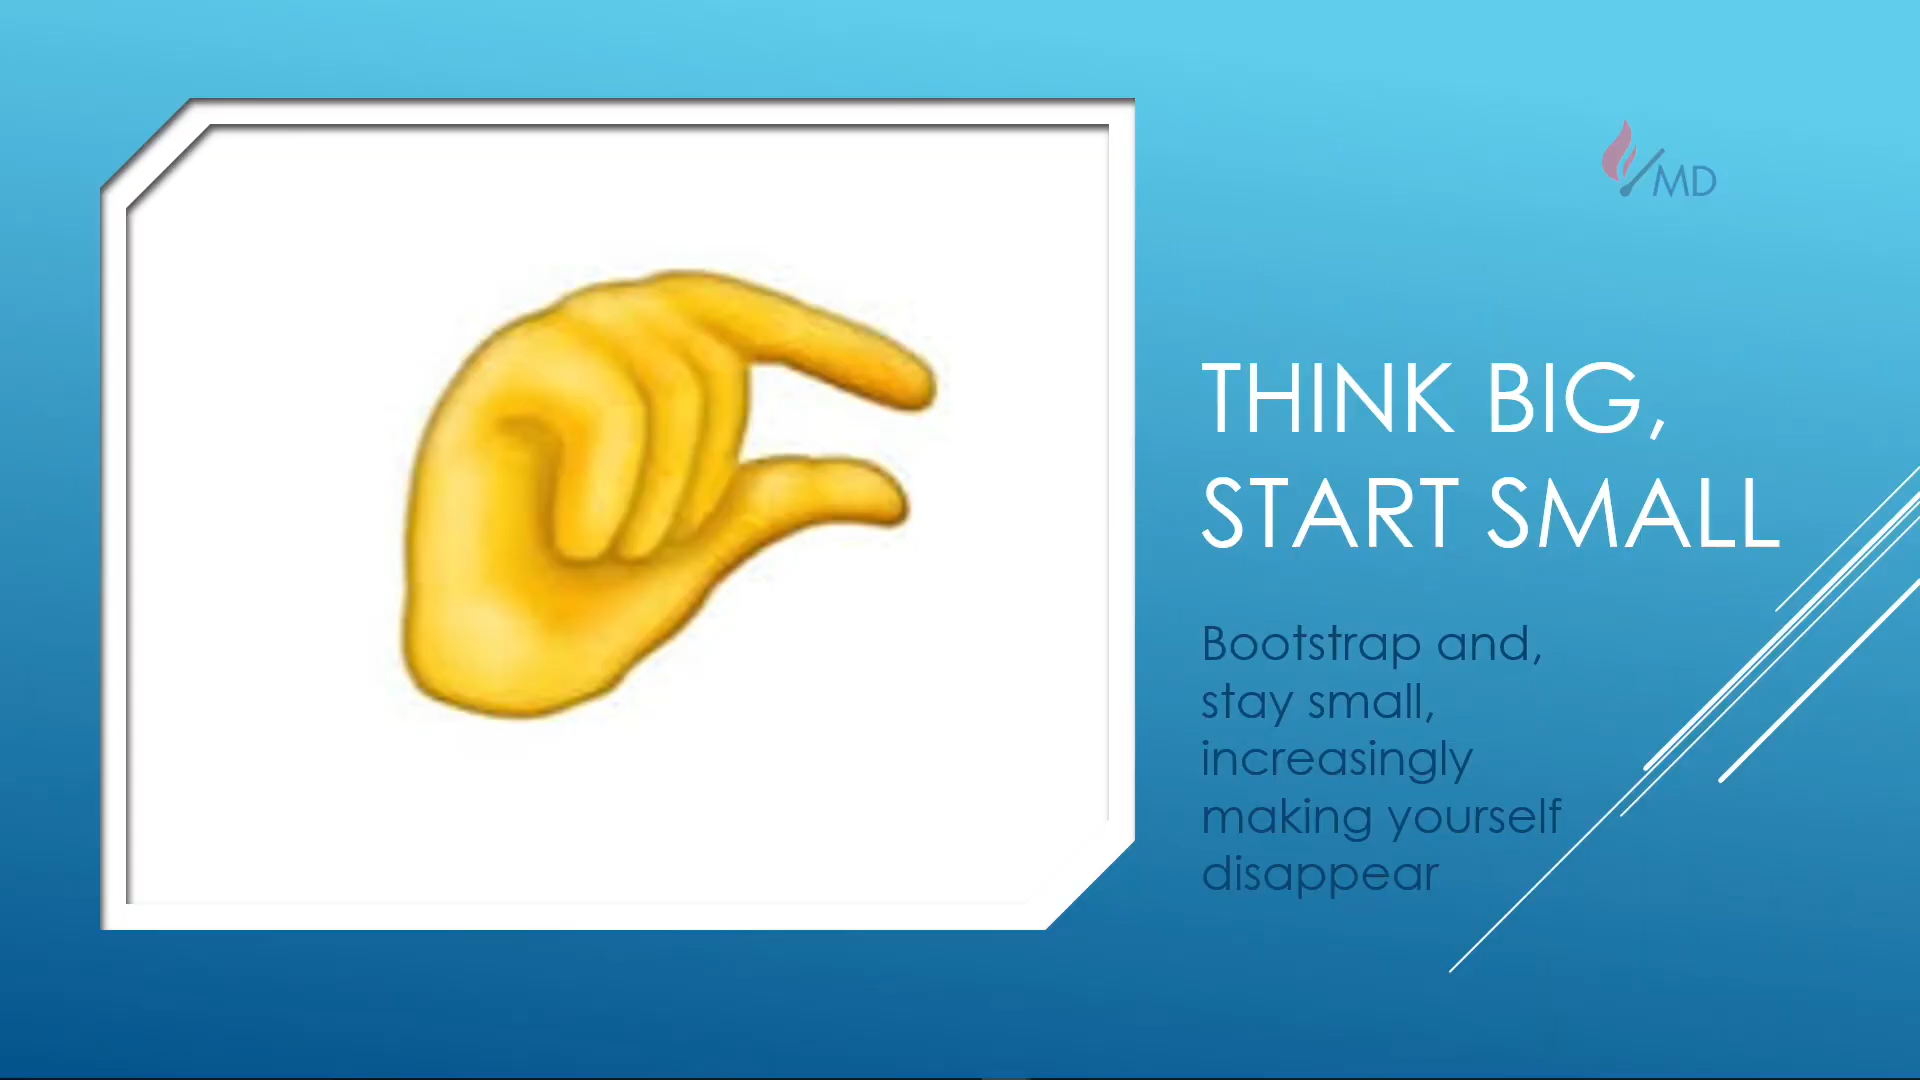 MD
THINK BIG,
START SMALL
Bootstrap and,
stay small,
increasingly
making yourself
disappear